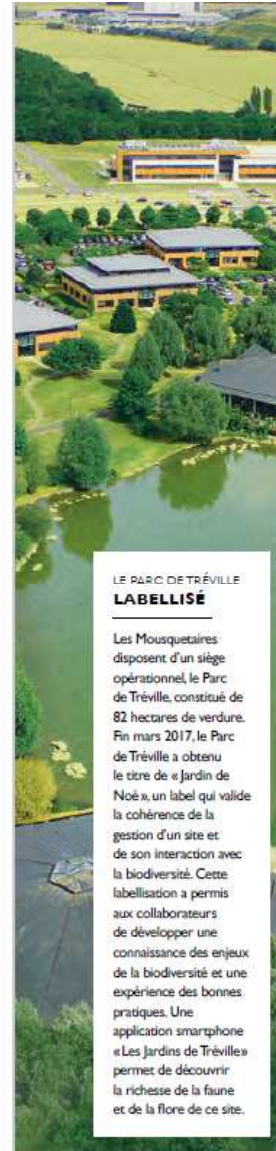 LE PARC DE TRÉVILLE
LABELLISÉ
Les Mousquetaires
disposent d’un siège
opérationnel, le Parc
de Tréville, constitué de
82 hectares de verdure.
Fin mars 2017, le Parc
de Tréville a obtenu
le titre de « Jardin de
Noé », un label qui valide
la cohérence de la
gestion d’un site et
de son interaction avec
la biodiversité. Cette
labellisation a permis
aux collaborateurs
de développer une
connaissance des enjeux
de la biodiversité et une
expérience des bonnes
pratiques. Une
application smartphone
« Les Jardins de Tréville »
permet de découvrir
la richesse de la faune
et de la flore de ce site.